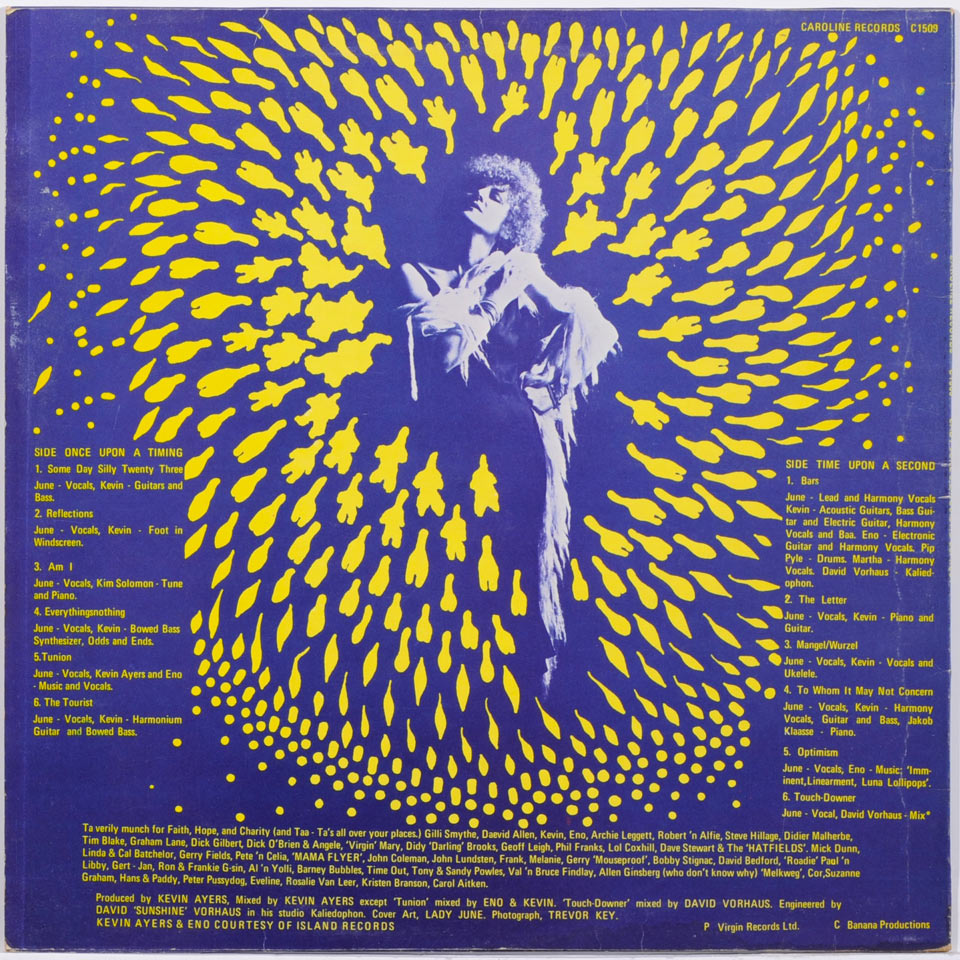 CAROLINE RECORDS C1509
SIDE ONCE UPON A TIMING
1. Some Day Silly Twenty Three
June - Vocals, Kevin - Guitars and
Bass.
2. Reflections
June - Vocals, Kevin - Foot in
Windscreen.
3. Am I
June - Vocals, Kim Solomon - Tune
and Piano.
4. Everythingsnothing
June - Vocals, Kevin - Bowed Bass
Synthesizer, Odds and Ends.
5.Tunion
June - Vocals, Kevin Ayers and Eno
- Music and Vocals.
6. The Tourist
June - Vocals, Kevin - Harmonium
Guitar and Bowed Bass.
SIDE TIME UPON A SECOND
1. Bars
June - Lead and Harmony Vocals
Kevin - Acoustic Guitars, Bass Gui-
tar and Electric Guitar, Harmony
Vocals and Baa. Eno - Electronic
Guitar and Harmony Vocals. Pip
Pyle - Drums. Martha - Harmony
Vocals. David Vorhaus - Kalied-
ophon.
2. The Letter
June - Vocals, Kevin - Piano and
Guitar.
3. Mangel/Wurzel
June - Vocals, Kevin - Vocals and
Ukelele.
4. To Whom It May Not Concern
June - Vocals, Kevin - Harmony
Vocals, Guitar and Bass, Jakob
Klaasse - Piano.
5. Optimism
June - Vocals, Eno - Music; 'Imm-
inent,Linearment, Luna Lollipops'.
6. Touch-Downer
June - Vocal, David Vorhaus - Mix*
Ta verily munch for Faith, Hope, and Charity (and Taa - Ta's all over your places.) Gilli Smythe, Daevid Allen, Kevin, Eno, Archie Leggett, Robert 'n Alfie, Steve Hillage, Didier Malherbe,
Tim Blake, Graham Lane, Dick Gilbert, Dick O'Brien & Angele, 'Virgin' Mary, Didy 'Darling' Brooks, Geoff Leigh, Phil Franks, Lol Coxhill, Dave Stewart & The 'HATFIELDS'. Mick Dunn,
Linda & Cal Batchelor, Gerry Fields, Pete 'n Celia, 'MAMA FLYER', John Coleman, John Lundsten, Frank, Melanie, Gerry 'Mouseproof', Bobby Stignac, David Bedford, 'Roadie' Paul 'n
Libby, Gert - Jan, Ron & Frankie G-sin, Al 'n Yolli, Barney Bubbles, Time Out, Tony & Sandy Powles, Val 'n Bruce Findlay, Allen Ginsberg (who don't know why) 'Melkweg', Cor,Suzanne
Graham, Hans & Paddy, Peter Pussydog, Eveline, Rosalie Van Leer, Kristen Branson, Carol Aitken.
Produced by KEVIN AYERS, Mixed by KEVIN AYERS except 'Tunion' mixed by ENO & KEVIN. 'Touch-Downer' mixed by DAVID VORHAUS. Engineered by
DAVID 'SUNSHINE' VORHAUS in his studio Kaliedophon. Cover Art, LADY JUNE. Photograph, TREVOR KEY.
KEVIN AYERS & ENO COURTESY OF ISLAND RECORDS
P Virgin Records Ltd. C Banana Productions